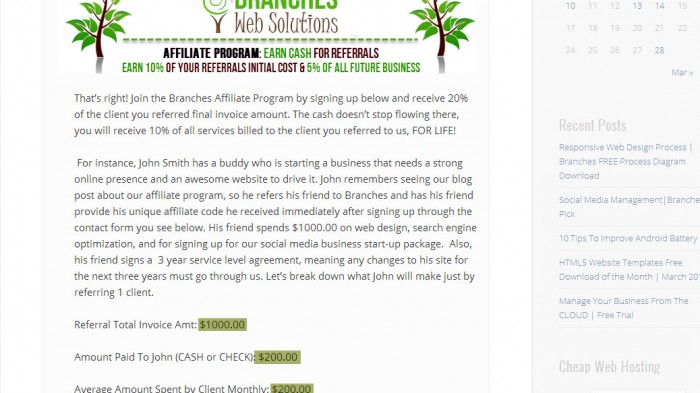 BRANCHES
Web Solutions
AFFILIATE PROGRAM: EARN CASH FOR REFERRALS
EARN 10% OF YOUR REFERRALS INITIAL COST & 5% OF ALL FUTURE BUSINESS
That's right! Join the Branches Affiliate Program by signing up below and receive 20%
of the client you referred final invoice amount. The cash doesn't stop flowing there,
you will receive 10% of all services billed to the client you referred to us, FOR LIFE!
For instance, John Smith has a buddy who is starting a business that needs a strong
online presence and an awesome website to drive it. John remembers seeing our blog
post about our affiliate program, so he refers his friend to Branches and has his friend
provide his unique affiliate code he received immediately after signing up through the
contact form you see below. His friend spends $1000.00 on web design, search engine
optimization, and for signing up for our social media business start-up package. Also,
his friend signs a 3 year service level agreement, meaning any changes to his site for
the next three years must go through us. Let's break down what John will make just by
referring 1 client.
Referral Total Invoice Amt: $1000.00
Amount Paid To John (CASH or CHECK): $200.00
Average Amount Spent by Client Monthly: $200.00
10 11 12 13 14 15 16
17 18 19 20 21 22 23
24 25 26 27 28
Mar »
Recent Posts
Responsive Web Design Process |
Branches FREE Process Diagram
Download
Social Media Management|Branche
Pick
10 Tips To Improve Android Battery
HTML5 Website Templates Free
Download of the Month | March 201
Manage Your Business From The
CLOUD | Free Trial
Cheap Web Hosting